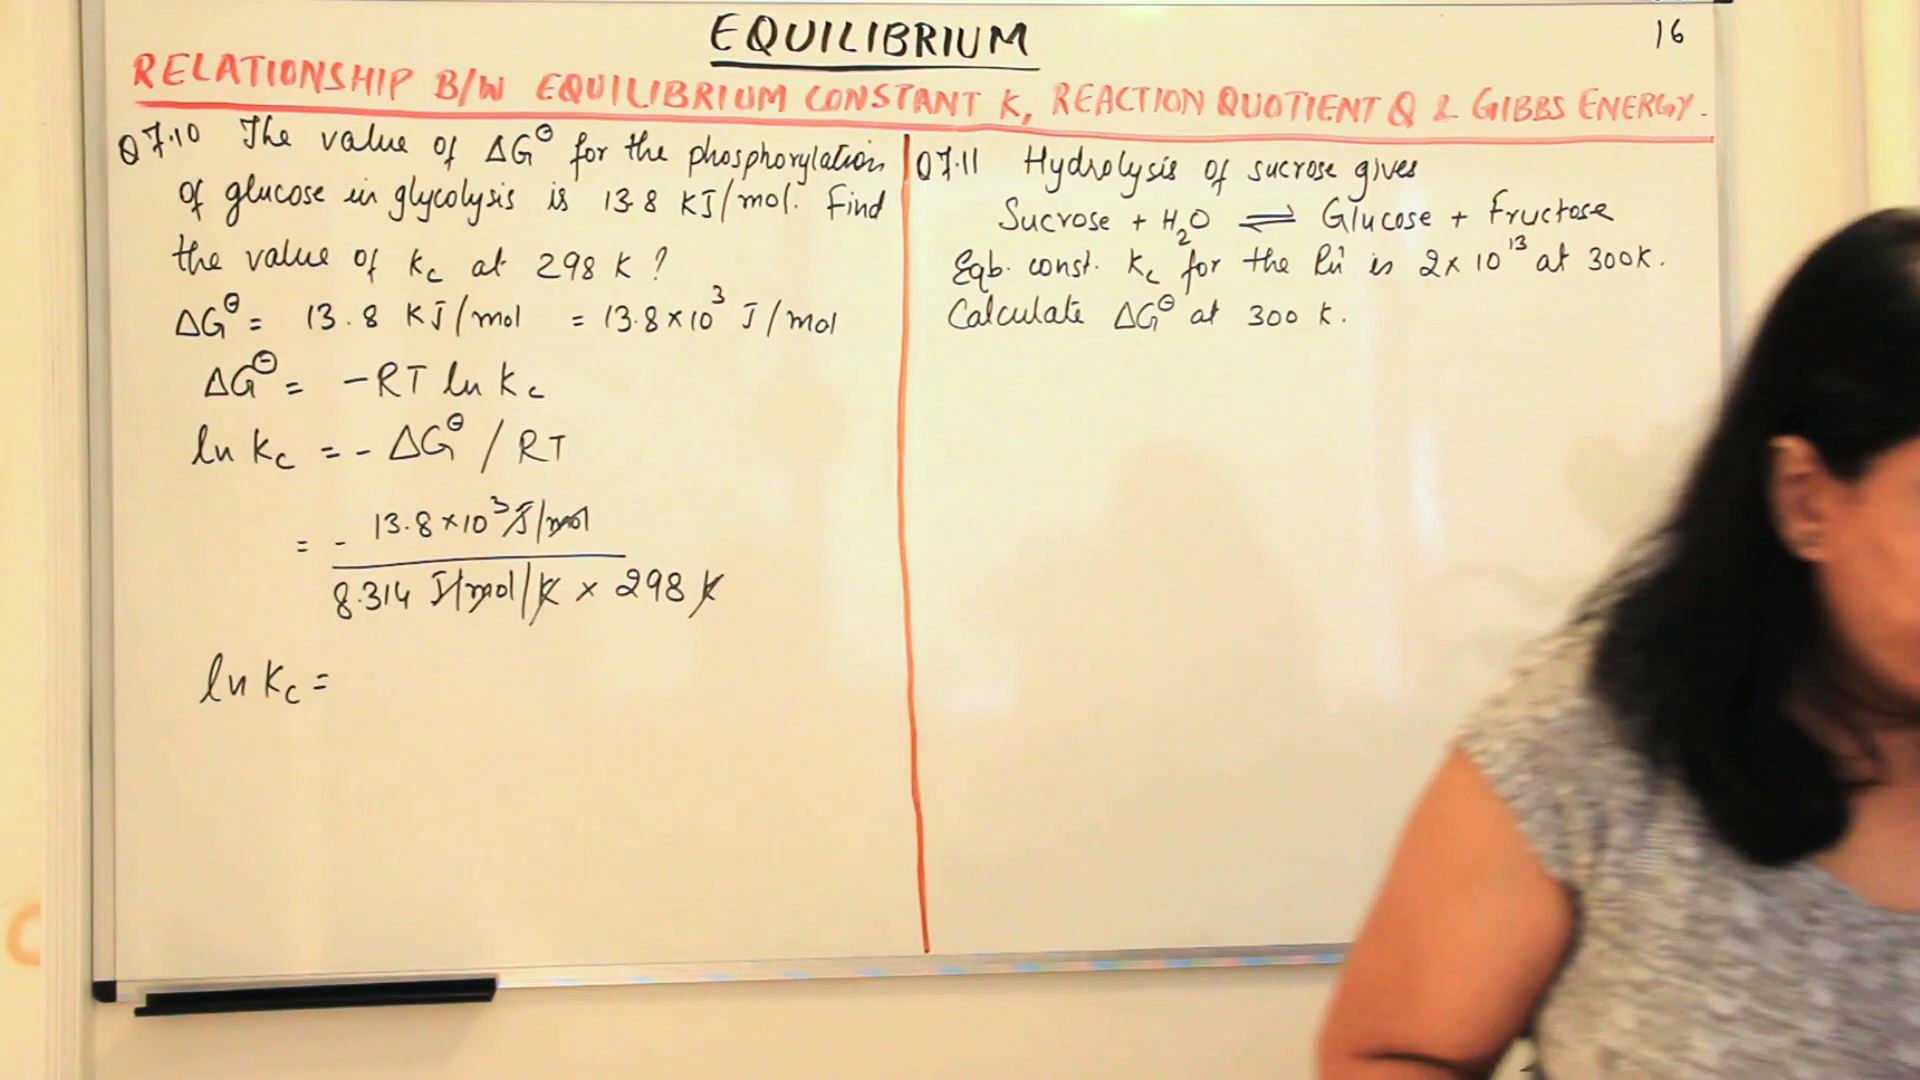 EQUILIBRIUM
16
RELATIONSHIP B/W EQUILIBRIUM CONSTANT K, REACTION QUOTIENT Q & GIBBS ENERGY.
Q 7.10 The value of ΔG⊖ for the phosphorylation
of glucose in glycolysis is 13.8 KJ/mol. Find
the value of Kc at 298 K?
ΔG⊖ = 13.8 KJ/mol = 13.8×10³ J/mol
ΔG⊖ = -RT ln Kc
ln Kc = - ΔG⊖ / RT
= - 13.8×10³ J/mol
8.314 J/mol/K × 298 K
ln Kc =
Q 7.11 Hydrolysis of sucrose gives
Sucrose + H₂O ⇌ Glucose + Fructose
Eqb. const. Kc for the Rn is 2×10¹³ at 300K.
Calculate ΔG⊖ at 300 K.